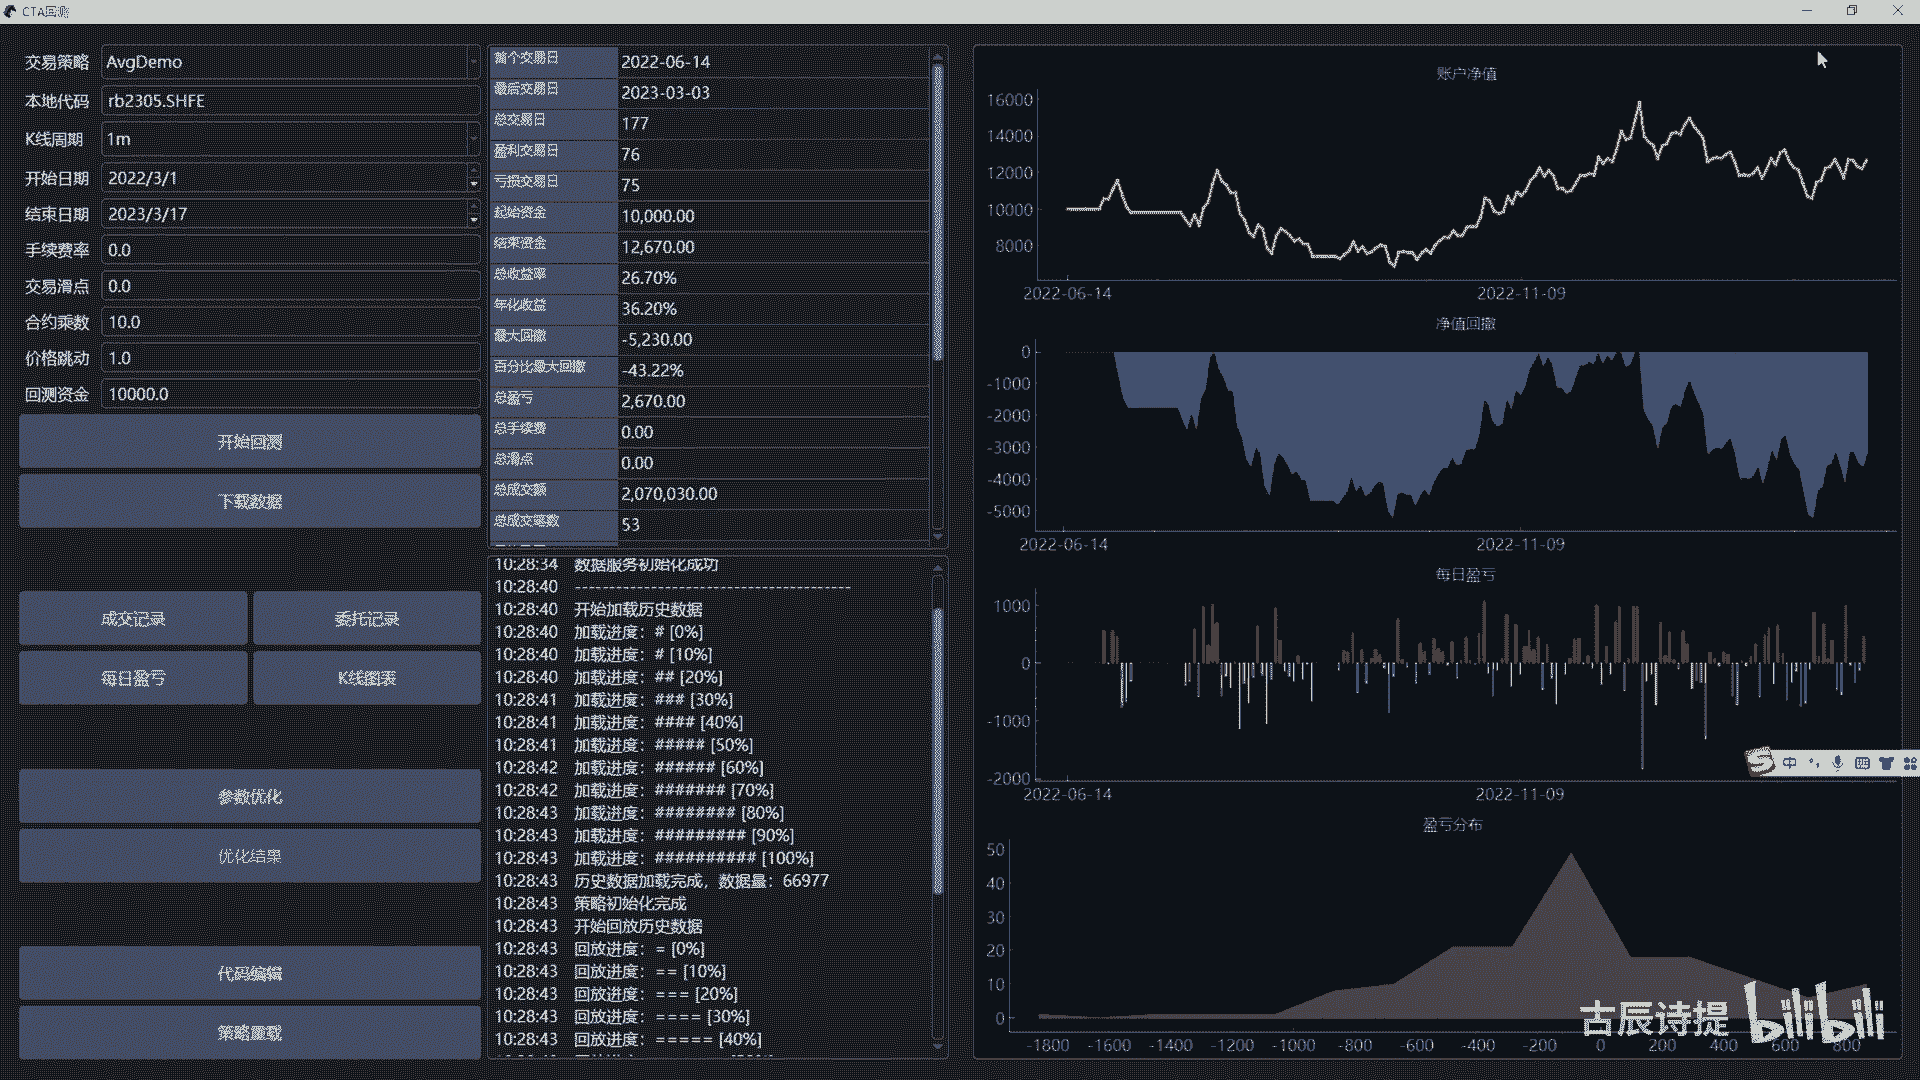 CTA回测
交易策略 AvgDemo
本地代码 rb2305.SHFE
K线周期 1m
开始日期 2022/3/1
结束日期 2023/3/17
手续费率 0.0
交易滑点 0.0
合约乘数 10.0
价格跳动 1.0
回测资金 10000.0
开始回测
下载数据
成交记录 委托记录
每日盈亏 K线图表
参数优化
优化结果
代码编辑
策略重载
首个交易日 2022-06-14
最后交易日 2023-03-03
总交易日 177
盈利交易日 76
亏损交易日 75
起始资金 10,000.00
结束资金 12,670.00
总收益率 26.70%
年化收益 36.20%
最大回撤 -5,230.00
百分比最大回撤 -43.22%
总盈亏 2,670.00
总手续费 0.00
总滑点 0.00
总成交额 2,070,030.00
总成交笔数 53
10:28:34 数据服务初始化成功
10:28:40 ----------------------------------------
10:28:40 开始加载历史数据
10:28:40 加载进度：# [0%]
10:28:40 加载进度：# [10%]
10:28:40 加载进度：## [20%]
10:28:41 加载进度：### [30%]
10:28:41 加载进度：#### [40%]
10:28:41 加载进度：##### [50%]
10:28:42 加载进度：###### [60%]
10:28:42 加载进度：####### [70%]
10:28:43 加载进度：######## [80%]
10:28:43 加载进度：######### [90%]
10:28:43 加载进度：########## [100%]
10:28:43 历史数据加载完成，数据量：66977
10:28:43 策略初始化完成
10:28:43 开始回放历史数据
10:28:43 回放进度：= [0%]
10:28:43 回放进度：== [10%]
10:28:43 回放进度：=== [20%]
10:28:43 回放进度：==== [30%]
10:28:43 回放进度：===== [40%]
账户净值
16000
14000
12000
10000
8000
2022-06-14 2022-11-09
净值回撤
0
-1000
-2000
-3000
-4000
-5000
2022-06-14 2022-11-09
每日盈亏
1000
0
-1000
-2000
2022-06-14 2022-11-09
中
盈亏分布
50
40
30
20
10
0
-1800 -1600 -1400 -1200 -1000 -800 -600 -400 -200 0 200 400 600 800
古辰诗提 bilibili